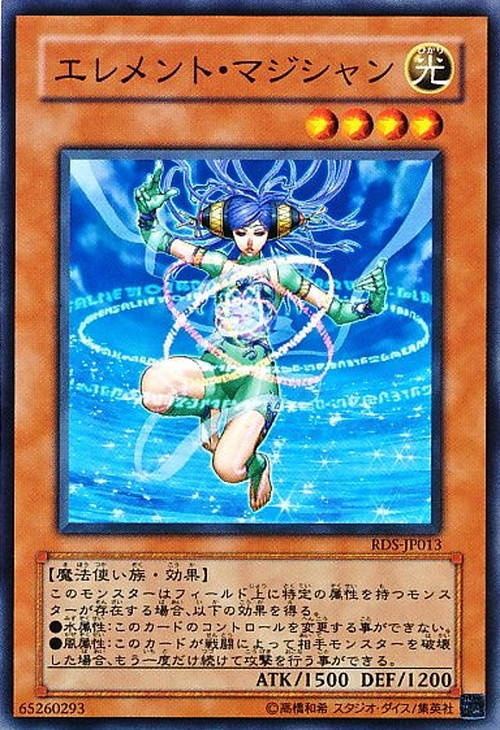 エレメント・マジシャン
光
RDS-JP013
【魔法使い族・効果】
このモンスターはフィールド上に特定の属性を持つモンス
ターが存在する場合、以下の効果を得る。
●水属性:このカードのコントロールを変更する事ができない。
●風属性:このカードが戦闘によって相手モンスターを破壊
した場合、もう一度だけ続けて攻撃を行う事ができる。
ATK/1500 DEF/1200
65260293
©高橋和希 スタジオ・ダイス/集英社